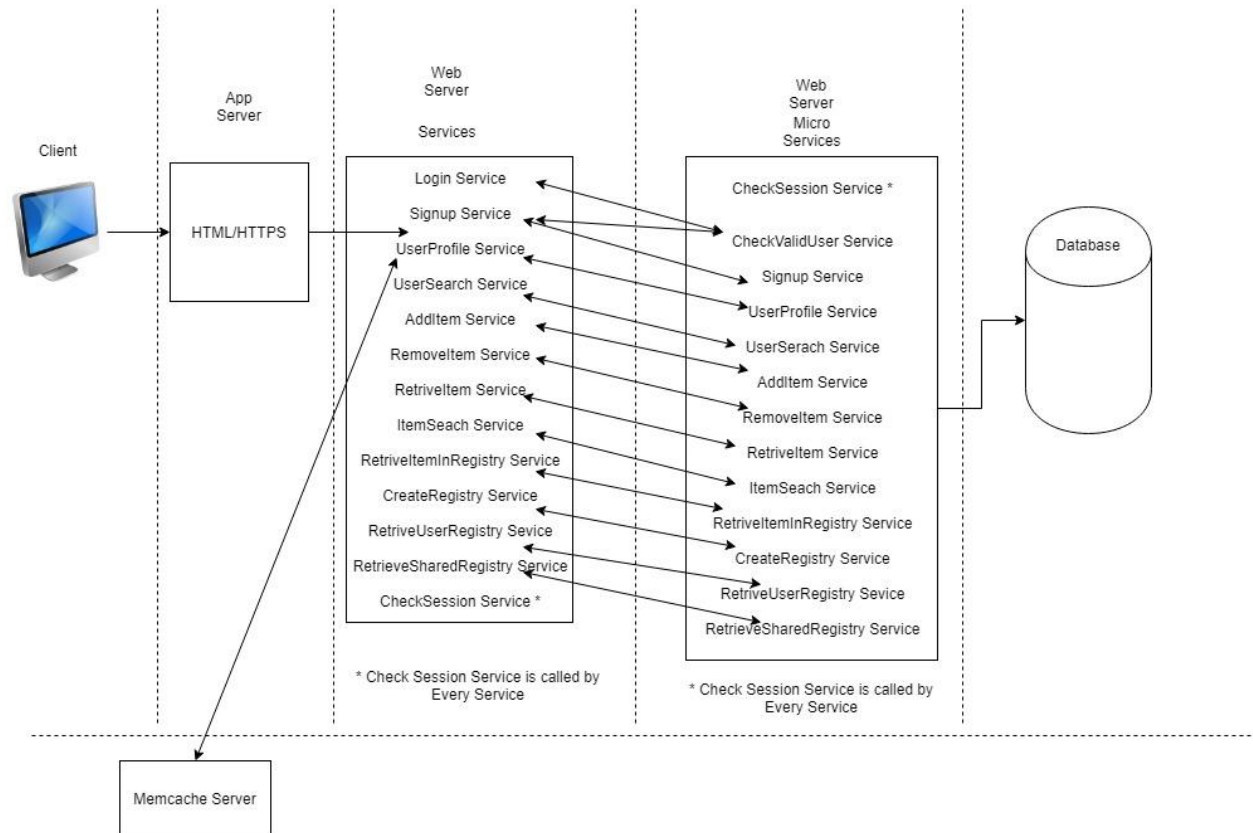 Client
App
Server
HTML/HTTPS
Web
Server
Services
Login Service
Signup Service
UserProfile Service
UserSearch Service
AddItem Service
RemoveItem Service
RetriveItem Service
ItemSeach Service
RetriveItemInRegistry Service
CreateRegistry Service
RetriveUserRegistry Sevice
RetrieveSharedRegistry Service
CheckSession Service *
* Check Session Service is called by
Every Service
Web
Server
Micro
Services
CheckSession Service *
CheckValidUser Service
Signup Service
UserProfile Service
UserSerach Service
AddItem Service
RemoveItem Service
RetriveItem Service
ItemSeach Service
RetriveItemInRegistry Service
CreateRegistry Service
RetriveUserRegistry Sevice
RetrieveSharedRegistry Service
* Check Session Service is called by
Every Service
Database
Memcache Server